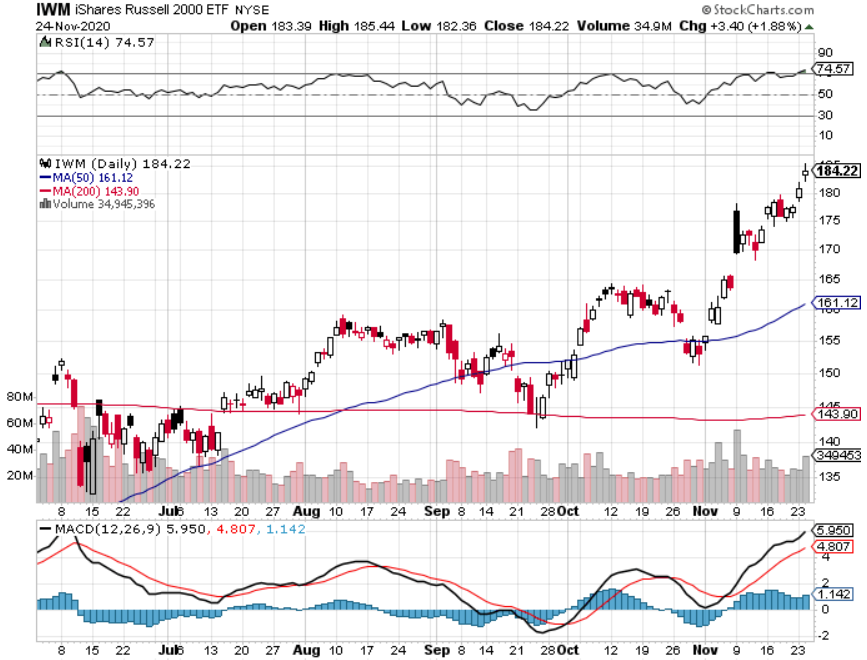 IWM iShares Russell 2000 ETF NYSE © StockCharts.com
24-Nov-2020 Open 183.39 High 185.44 Low 182.36 Close 184.22 Volume 34.9M Chg +3.40 (+1.88%)
RSI(14) 74.57
90
74.57
50
30
10
IWM (Daily) 184.22
MA(50) 161.12
MA(200) 143.90
Volume 34,945,396
184.22
180
175
170
165
161.12
155
150
145
143.90
140
349453
135
80M
60M
40M
20M
8 15 22 Jul 6 13 20 27 Aug 10 17 24 Sep 8 14 21 28 Oct 12 19 26 Nov 9 16 23
MACD(12,26,9) 5.950, 4.807, 1.142
5.950
4.807
4
2
1.142
0
-2
8 15 22 Jul 6 13 20 27 Aug 10 17 24 Sep 8 14 21 28 Oct 12 19 26 Nov 9 16 23